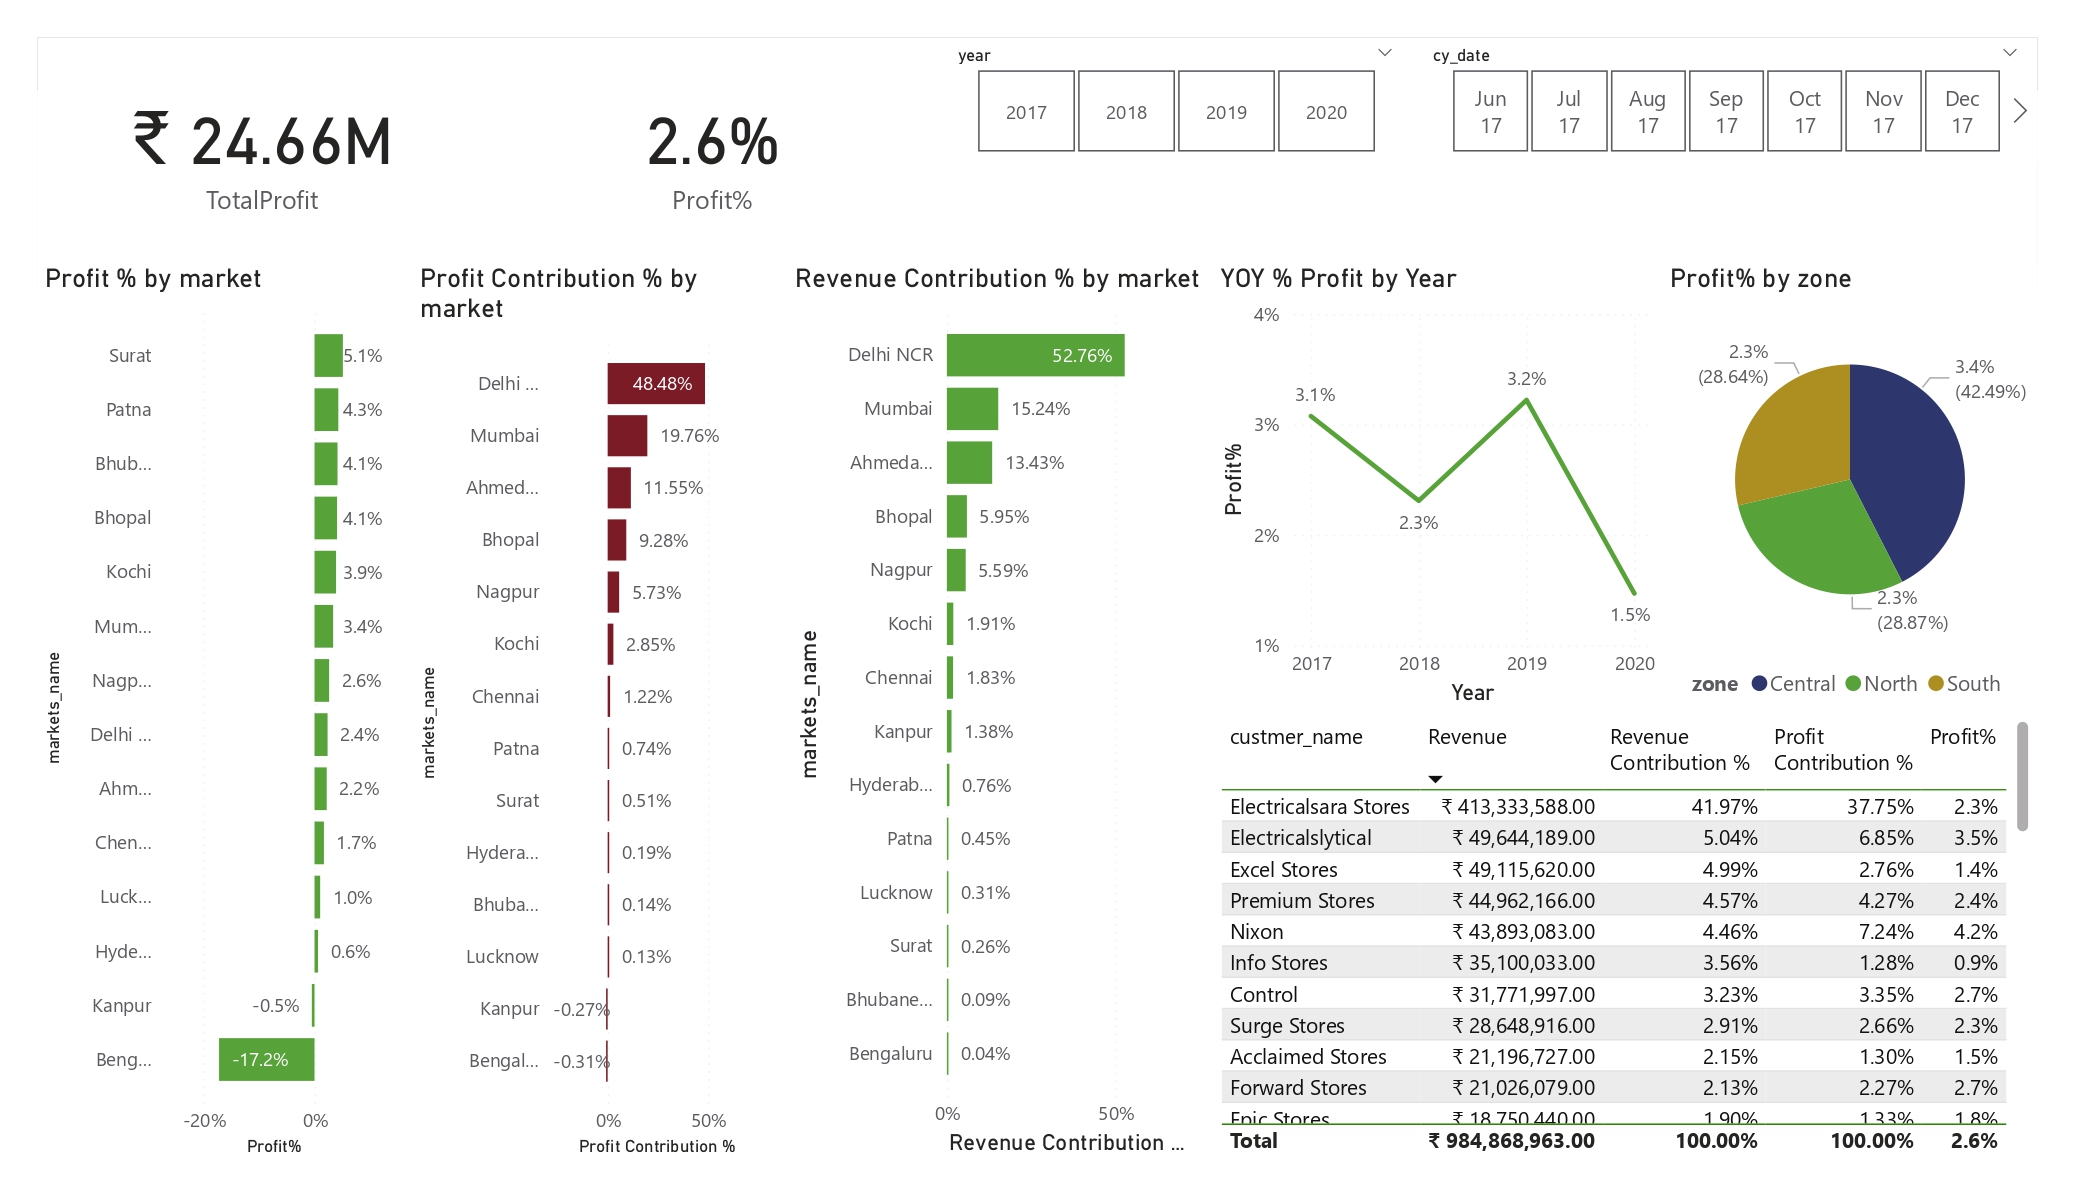 year
cy_date
2017
2018
2019
2020
Jun
17
Jul
17
Aug
17
Sep
17
Oct
17
Nov
17
Dec
17
₹ 24.66M
TotalProfit
2.6%
Profit%
Profit % by market
markets_name
Surat 5.1%
Patna 4.3%
Bhub... 4.1%
Bhopal 4.1%
Kochi 3.9%
Mum... 3.4%
Nagp... 2.6%
Delhi ... 2.4%
Ahm... 2.2%
Chen... 1.7%
Luck... 1.0%
Hyde... 0.6%
Kanpur -0.5%
Beng... -17.2%
-20% 0%
Profit%
Profit Contribution % by
market
markets_name
Delhi ... 48.48%
Mumbai 19.76%
Ahmed... 11.55%
Bhopal 9.28%
Nagpur 5.73%
Kochi 2.85%
Chennai 1.22%
Patna 0.74%
Surat 0.51%
Hydera... 0.19%
Bhuba... 0.14%
Lucknow 0.13%
Kanpur -0.27%
Bengal... -0.31%
0% 50%
Profit Contribution %
Revenue Contribution % by market
markets_name
Delhi NCR 52.76%
Mumbai 15.24%
Ahmeda... 13.43%
Bhopal 5.95%
Nagpur 5.59%
Kochi 1.91%
Chennai 1.83%
Kanpur 1.38%
Hyderab... 0.76%
Patna 0.45%
Lucknow 0.31%
Surat 0.26%
Bhubane... 0.09%
Bengaluru 0.04%
0% 50%
Revenue Contribution ...
YOY % Profit by Year
Profit%
4%
3%
2%
1%
3.1%
2.3%
3.2%
1.5%
2017 2018 2019 2020
Year
Profit% by zone
2.3%
(28.64%)
3.4%
(42.49%)
2.3%
(28.87%)
zone Central North South
custmer_name Revenue Revenue Contribution % Profit Contribution % Profit%
Electricalsara Stores ₹ 413,333,588.00 41.97% 37.75% 2.3%
Electricalslytical ₹ 49,644,189.00 5.04% 6.85% 3.5%
Excel Stores ₹ 49,115,620.00 4.99% 2.76% 1.4%
Premium Stores ₹ 44,962,166.00 4.57% 4.27% 2.4%
Nixon ₹ 43,893,083.00 4.46% 7.24% 4.2%
Info Stores ₹ 35,100,033.00 3.56% 1.28% 0.9%
Control ₹ 31,771,997.00 3.23% 3.35% 2.7%
Surge Stores ₹ 28,648,916.00 2.91% 2.66% 2.3%
Acclaimed Stores ₹ 21,196,727.00 2.15% 1.30% 1.5%
Forward Stores ₹ 21,026,079.00 2.13% 2.27% 2.7%
Epic Stores ₹ 18,750,440.00 1.90% 1.33% 1.8%
Total ₹ 984,868,963.00 100.00% 100.00% 2.6%